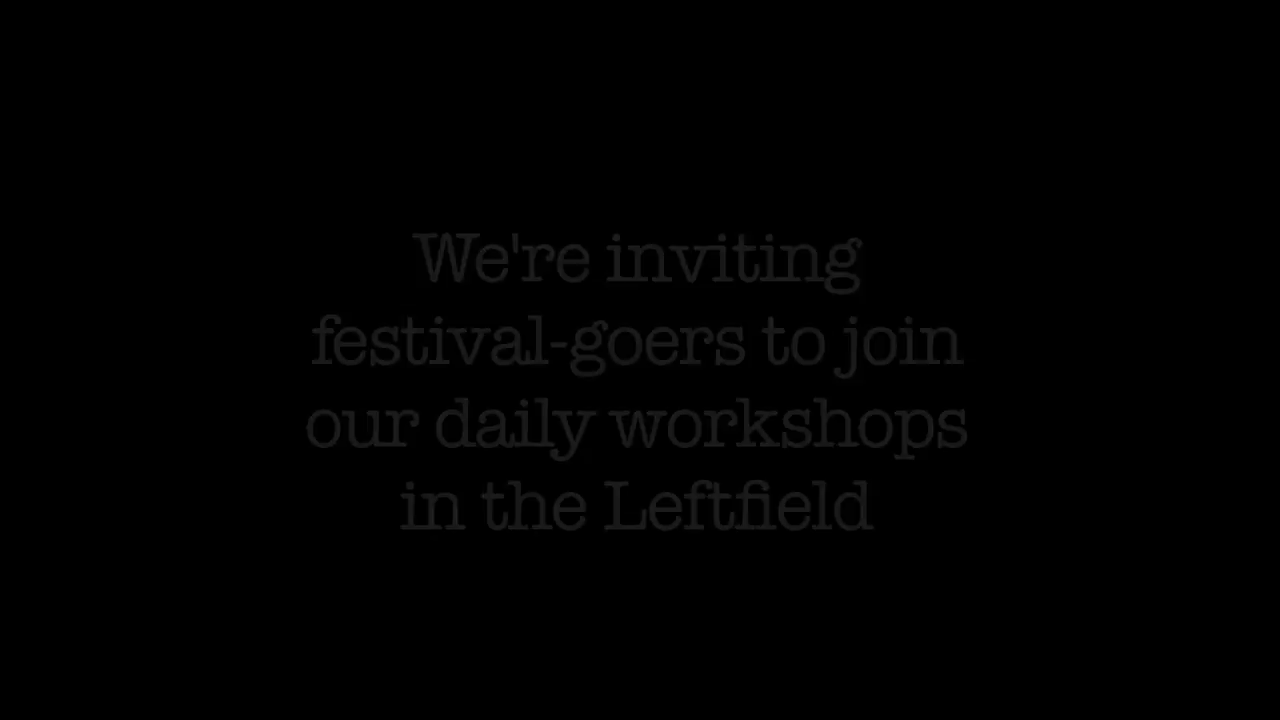 We're inviting
festival-goers to join
our daily workshops
in the Leftfield